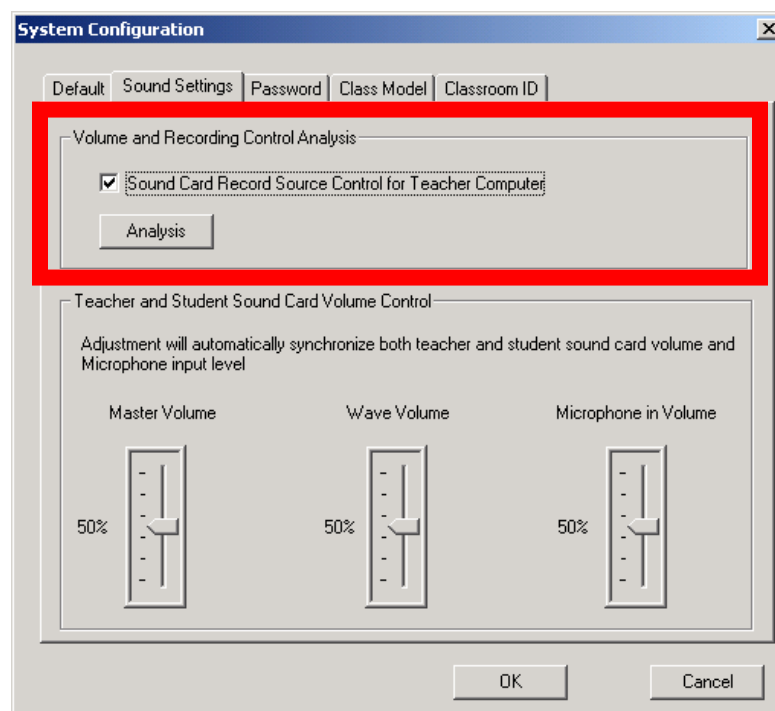 System Configuration
Default Sound Settings Password Class Model Classroom ID
Volume and Recording Control Analysis
Sound Card Record Source Control for Teacher Computer
Analysis
Teacher and Student Sound Card Volume Control
Adjustment will automatically synchronize both teacher and student sound card volume and
Microphone input level
Master Volume Wave Volume Microphone in Volume
50% 50% 50%
OK Cancel